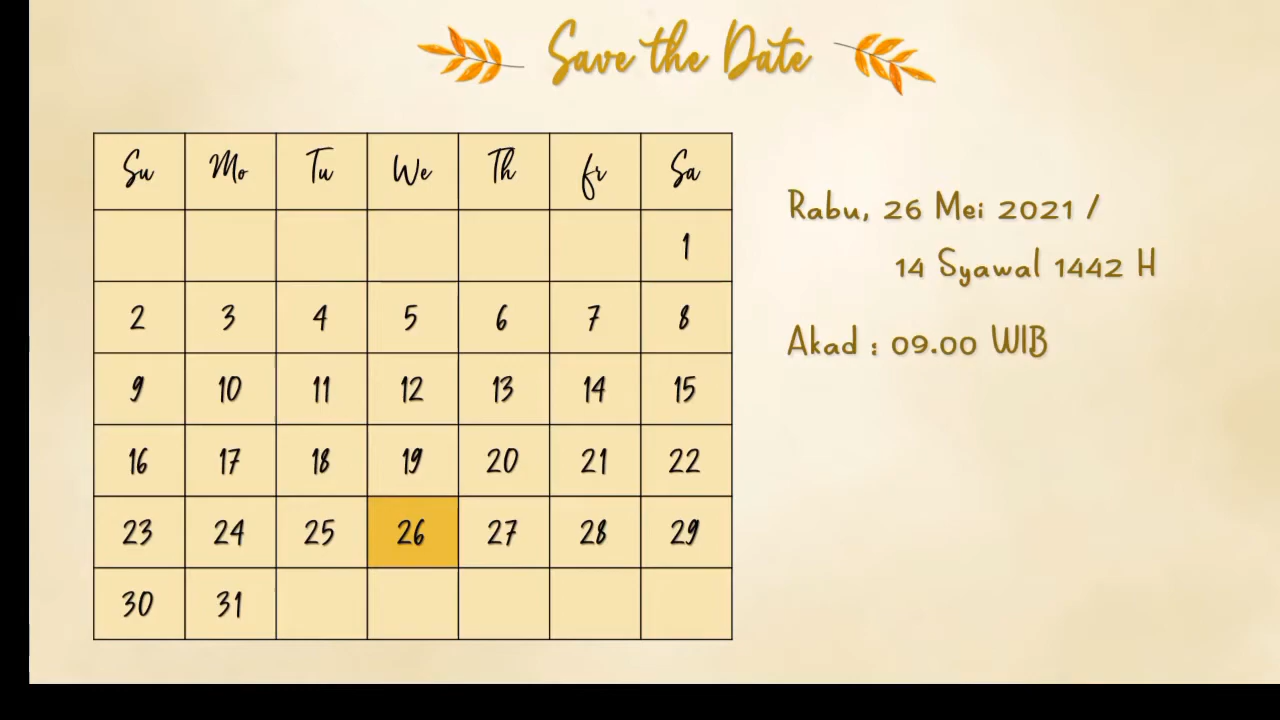 Save the Date
Su Mo Tu We Th fr Sa
1
2 3 4 5 6 7 8
9 10 11 12 13 14 15
16 17 18 19 20 21 22
23 24 25 26 27 28 29
30 31
Rabu, 26 Mei 2021 /
14 Syawal 1442 H
Akad : 09.00 WIB